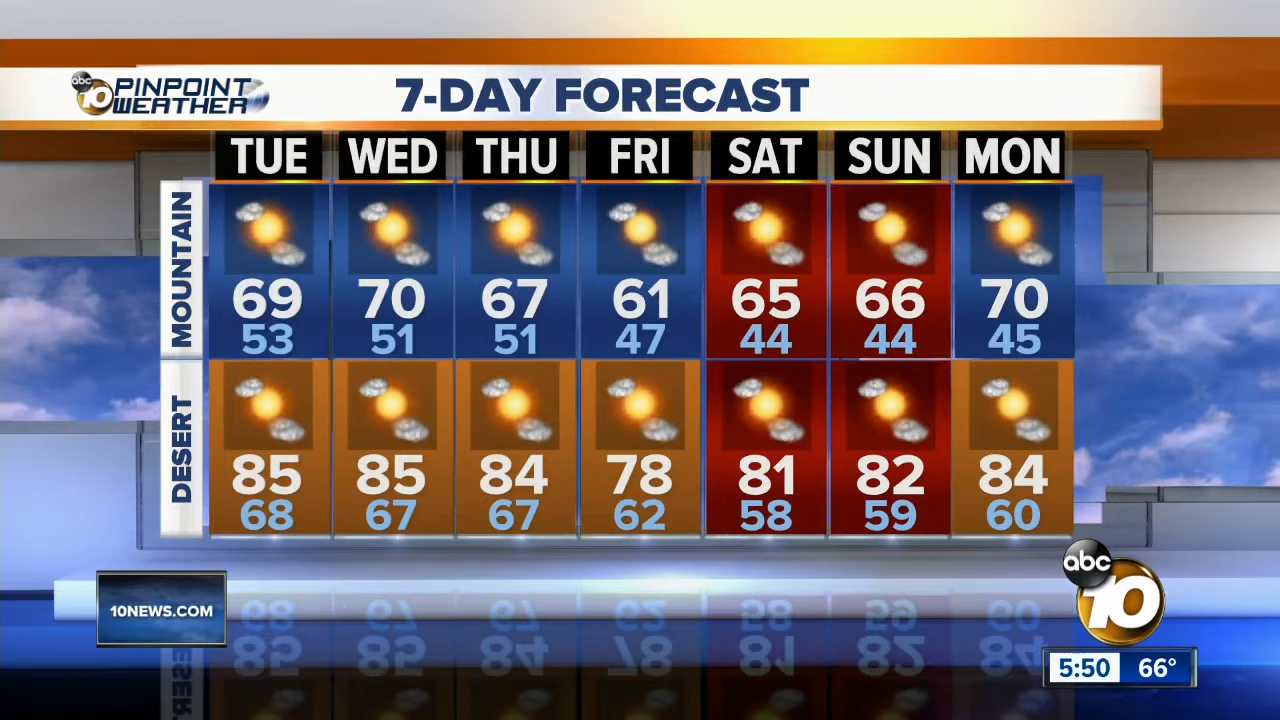 abc 10 PINPOINT WEATHER
7-DAY FORECAST
TUE WED THU FRI SAT SUN MON
MOUNTAIN
69 70 67 61 65 66 70
53 51 51 47 44 44 45
DESERT
85 85 84 78 81 82 84
68 67 67 62 58 59 60
10NEWS.COM
abc 10
5:50 66°